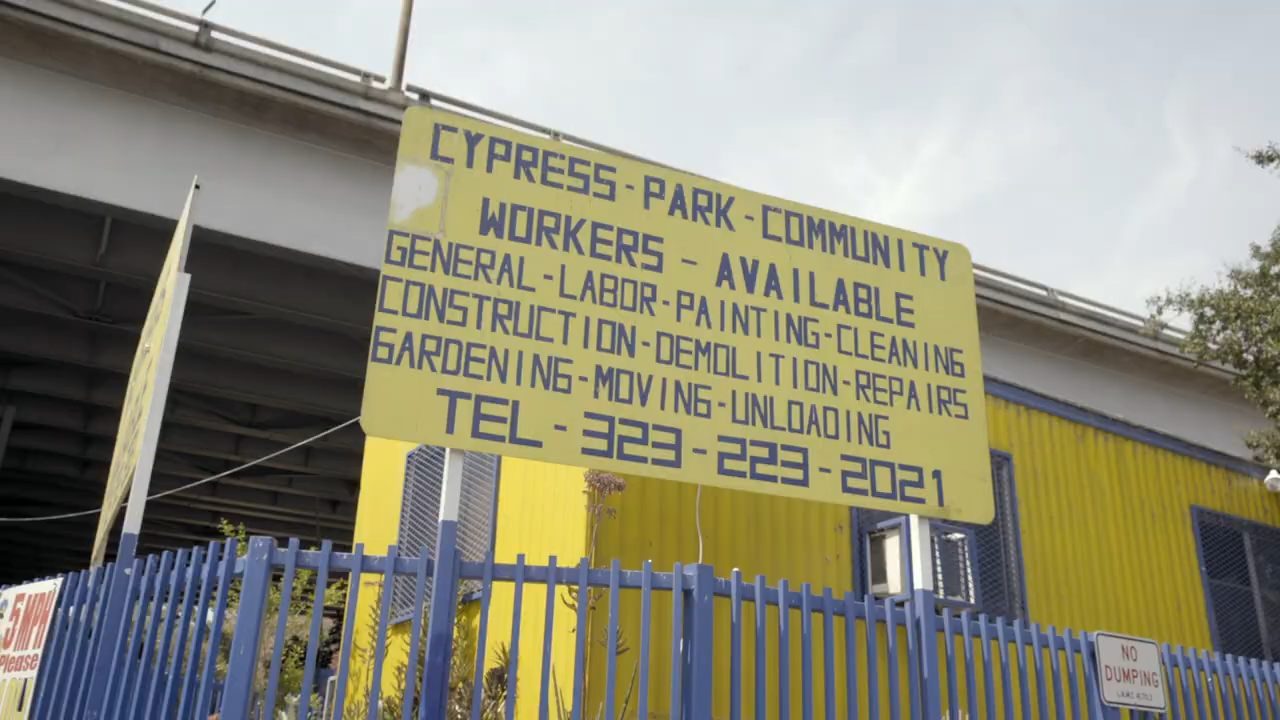 CYPRESS-PARK-COMMUNITY
WORKERS-AVAILABLE
GENERAL-LABOR-PAINTING-CLEANING
CONSTRUCTION-DEMOLITION-REPAIRS
GARDENING-MOVING-UNLOADING
TEL-323-223-2021
5MPH
Please
NO
DUMPING